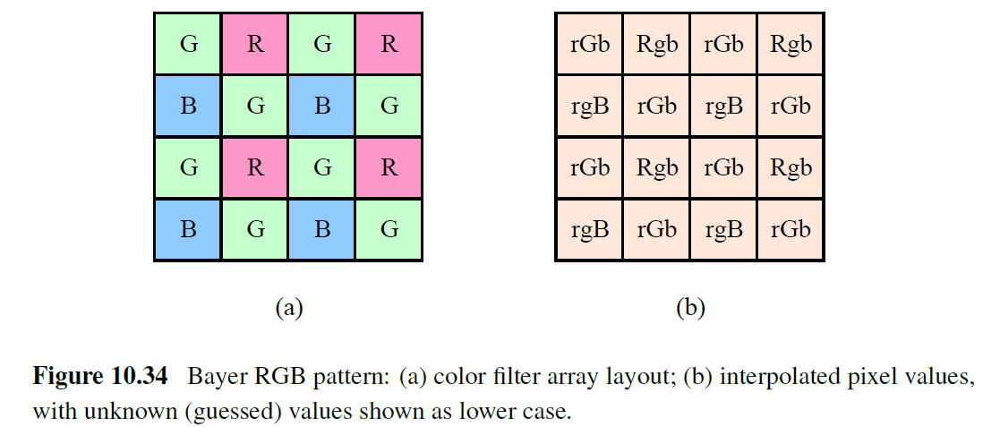 G R G R rGb Rgb rGb Rgb
B G B G rgB rGb rgB rGb
G R G R rGb Rgb rGb Rgb
B G B G rgB rGb rgB rGb
(a) (b)
Figure 10.34 Bayer RGB pattern: (a) color filter array layout; (b) interpolated pixel values,
with unknown (guessed) values shown as lower case.